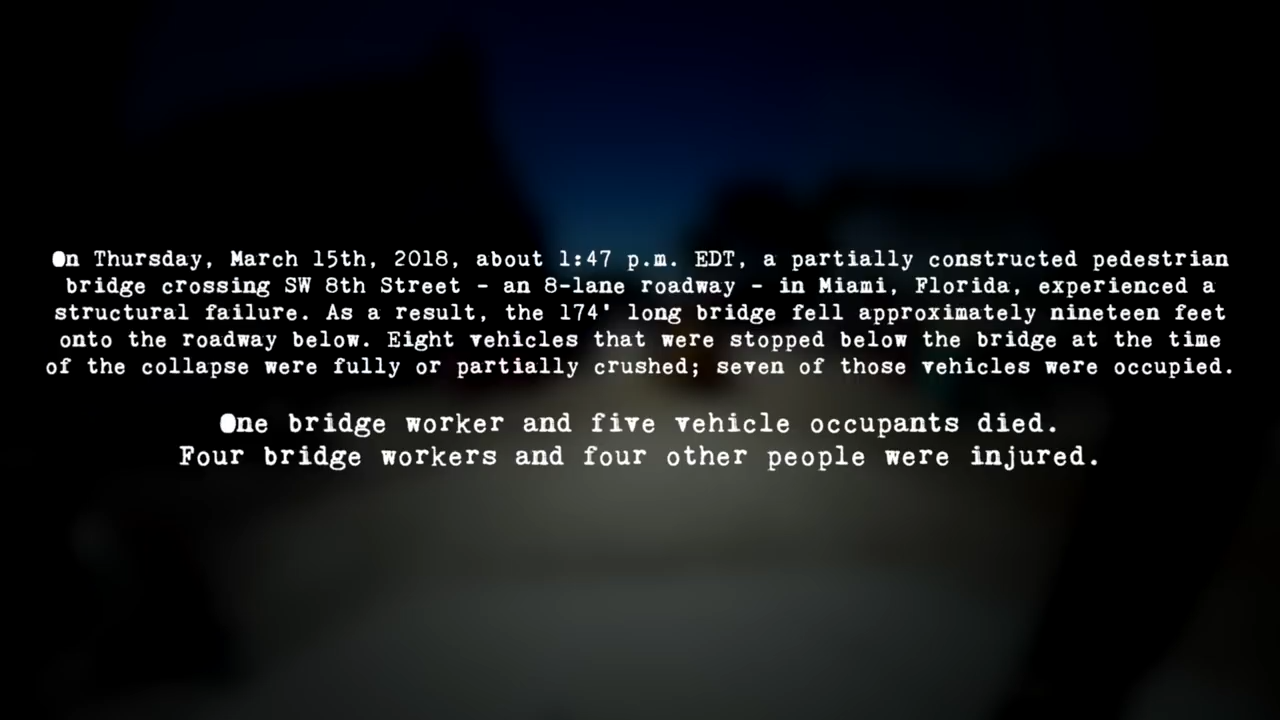 On Thursday, March 15th, 2018, about 1:47 p.m. EDT, a partially constructed pedestrian
bridge crossing SW 8th Street - an 8-lane roadway - in Miami, Florida, experienced a
structural failure. As a result, the 174' long bridge fell approximately nineteen feet
onto the roadway below. Eight vehicles that were stopped below the bridge at the time
of the collapse were fully or partially crushed; seven of those vehicles were occupied.
One bridge worker and five vehicle occupants died.
Four bridge workers and four other people were injured.